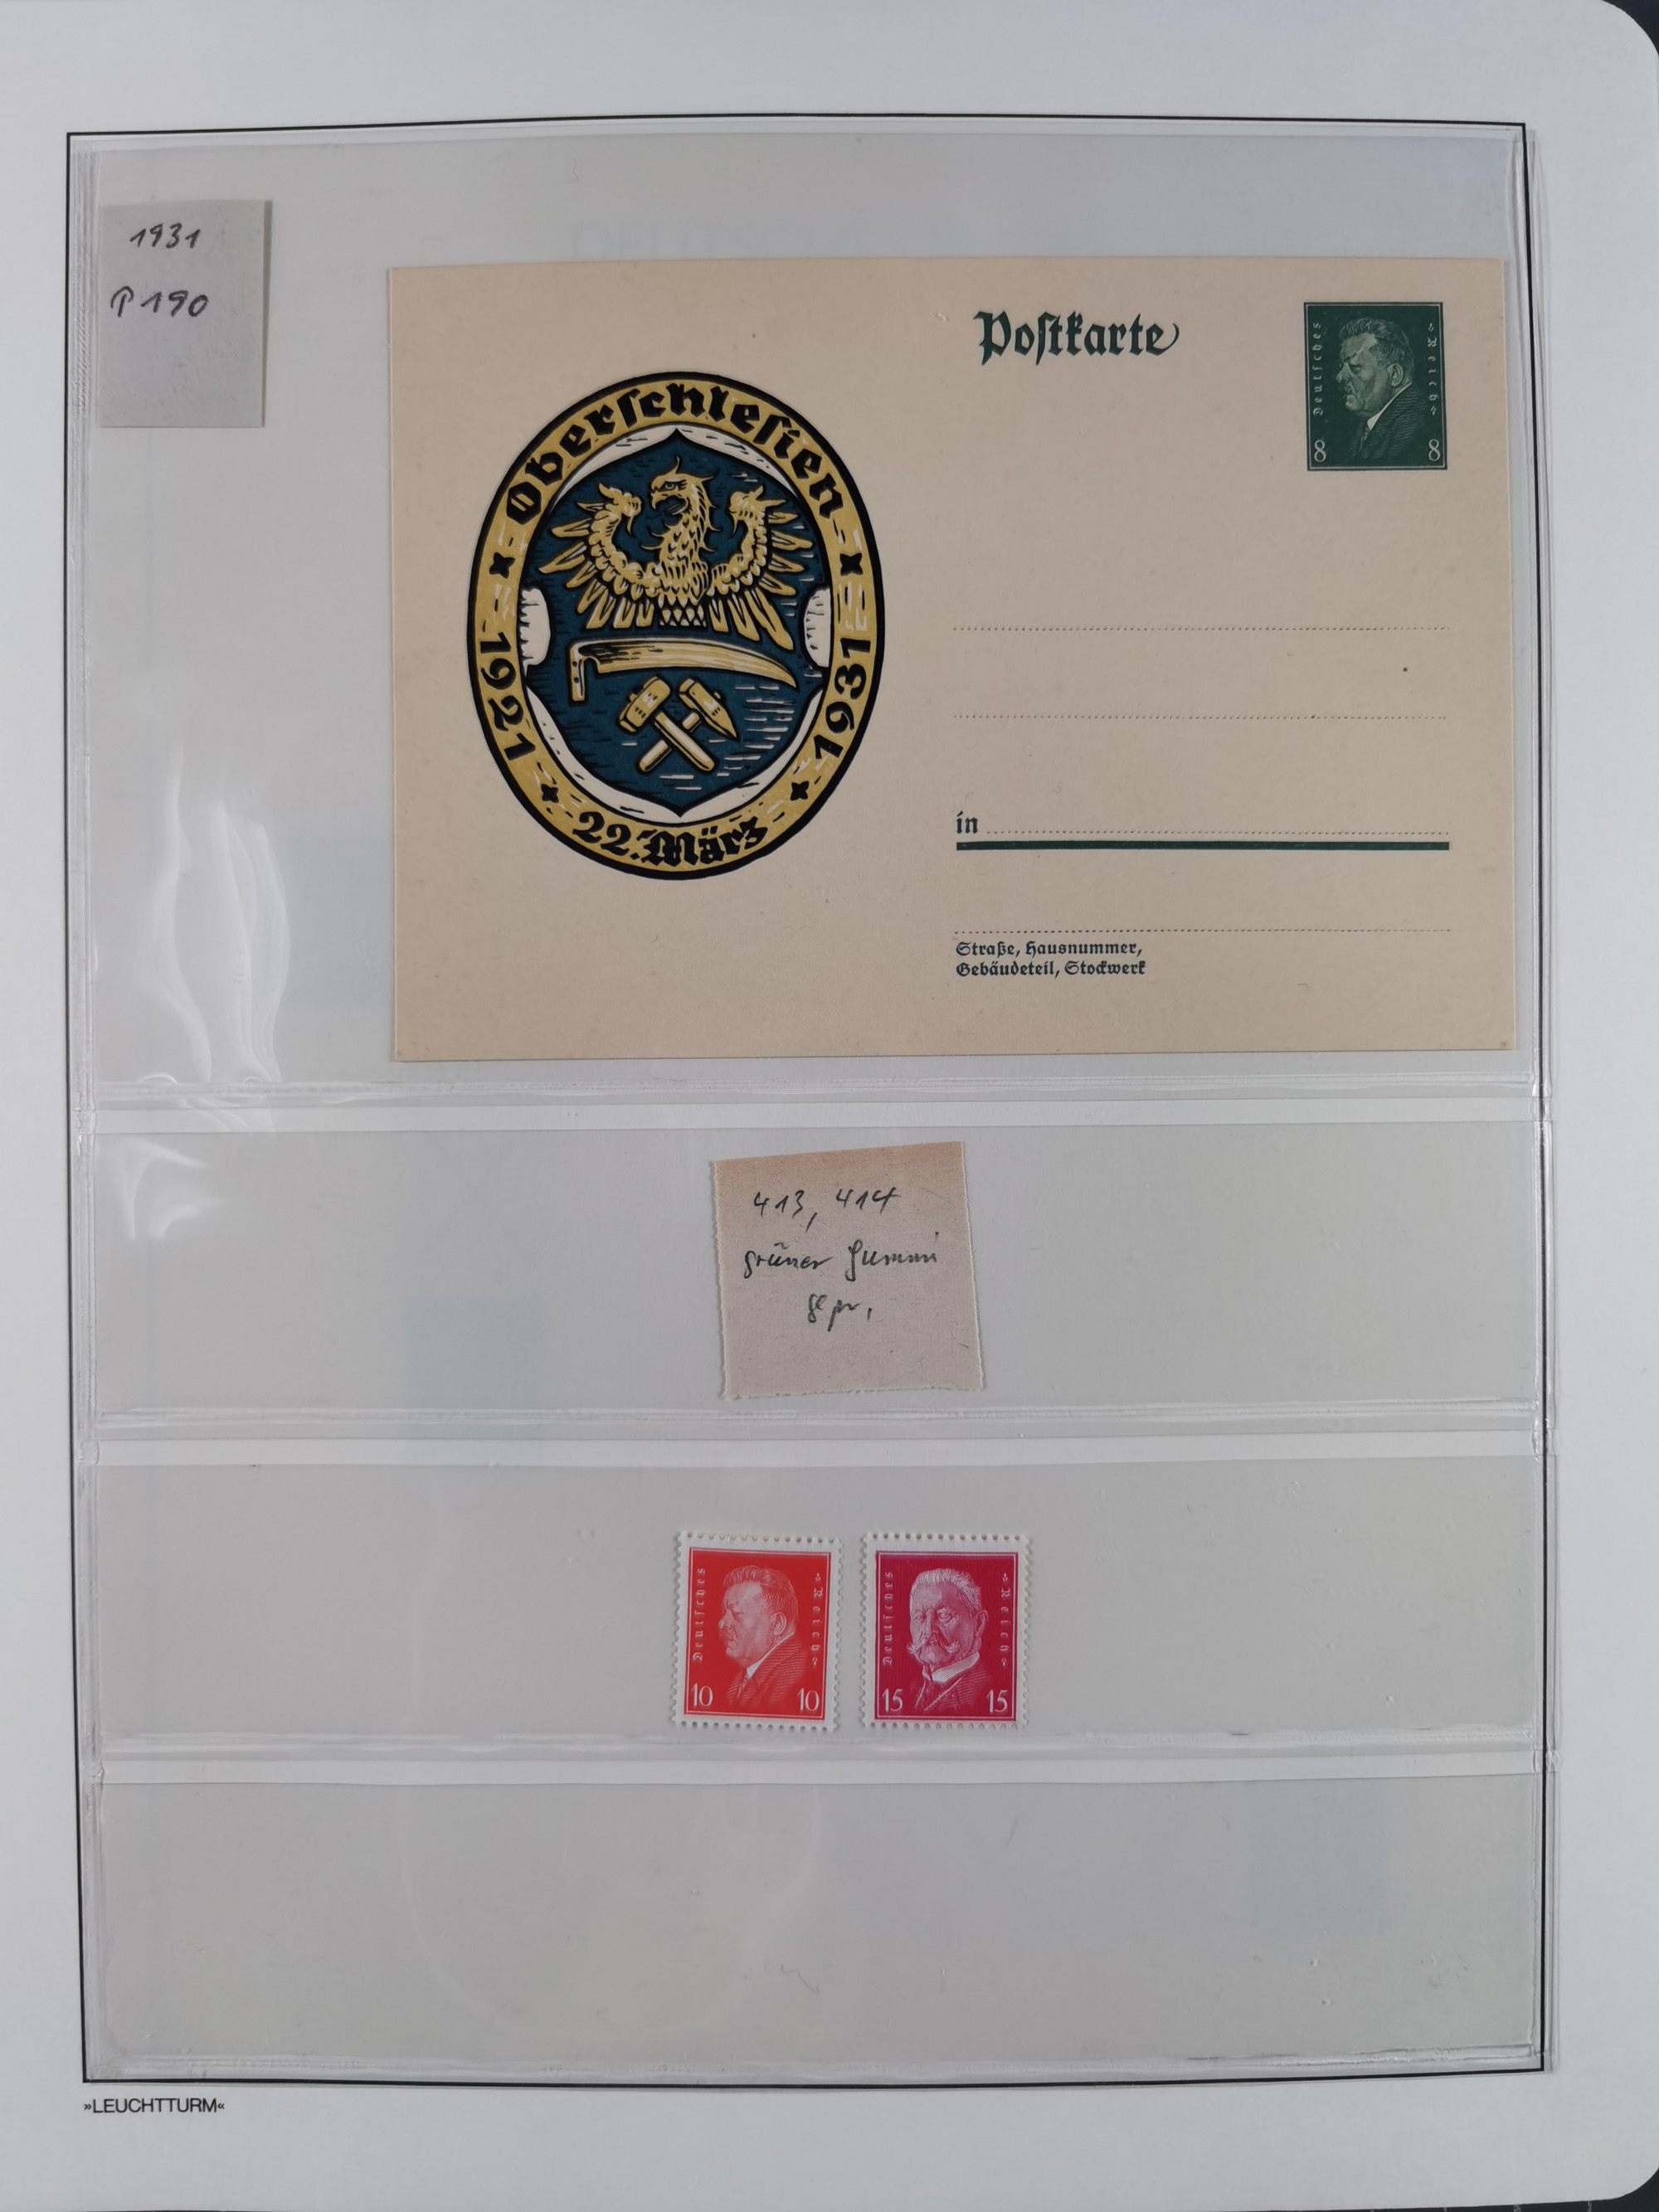 1931
P 190
Postkarte
Deutsches Reich
8 8
Oberschlesien
1921
22. März
1931
in
Straße, Hausnummer,
Gebäudeteil, Stockwerk
413, 414
grüner Gummi
gepr.
Deutsches Reich
10 10
Deutsches Reich
15 15
»LEUCHTTURM«